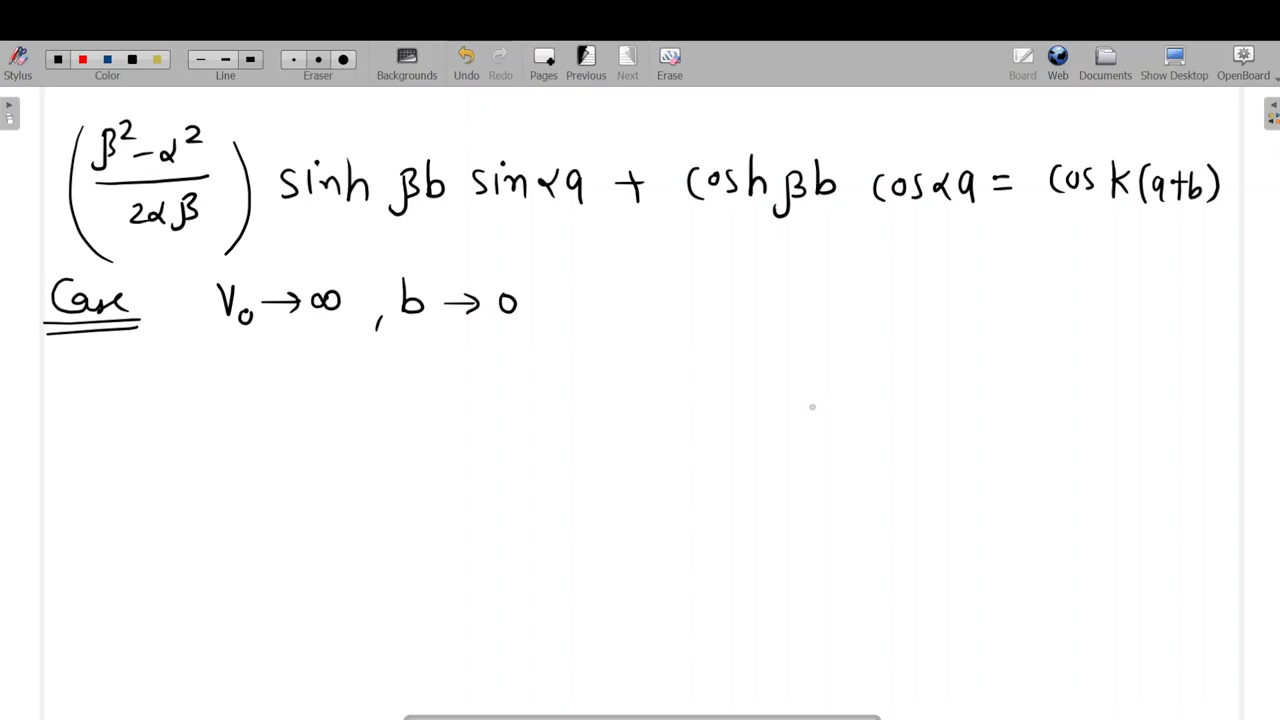 Stylus Color Line Eraser Backgrounds Undo Redo Pages Previous Next Erase Board Web Documents Show Desktop OpenBoard
(β² - α² / 2αβ) sinh βb sin αa + cosh βb cos αa = cos k(a+b)
Case V₀ → ∞ , b → 0